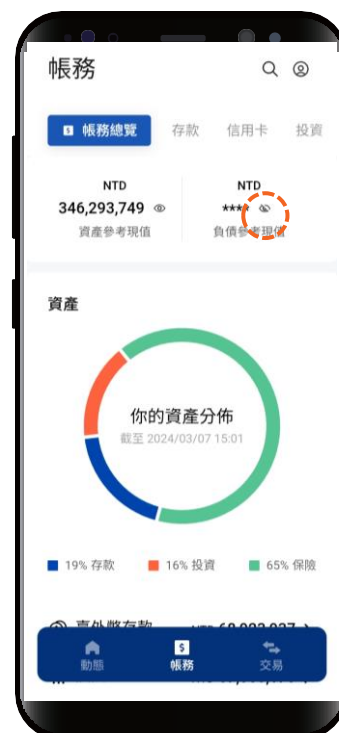 帳務
帳務總覽 存款 信用卡 投資
NTD NTD
346,293,749 ****
資產參考現值 負債參考現值
資產
你的資產分佈
截至 2024/03/07 15:01
19% 存款 16% 投資 65% 保險
動態 帳務 交易